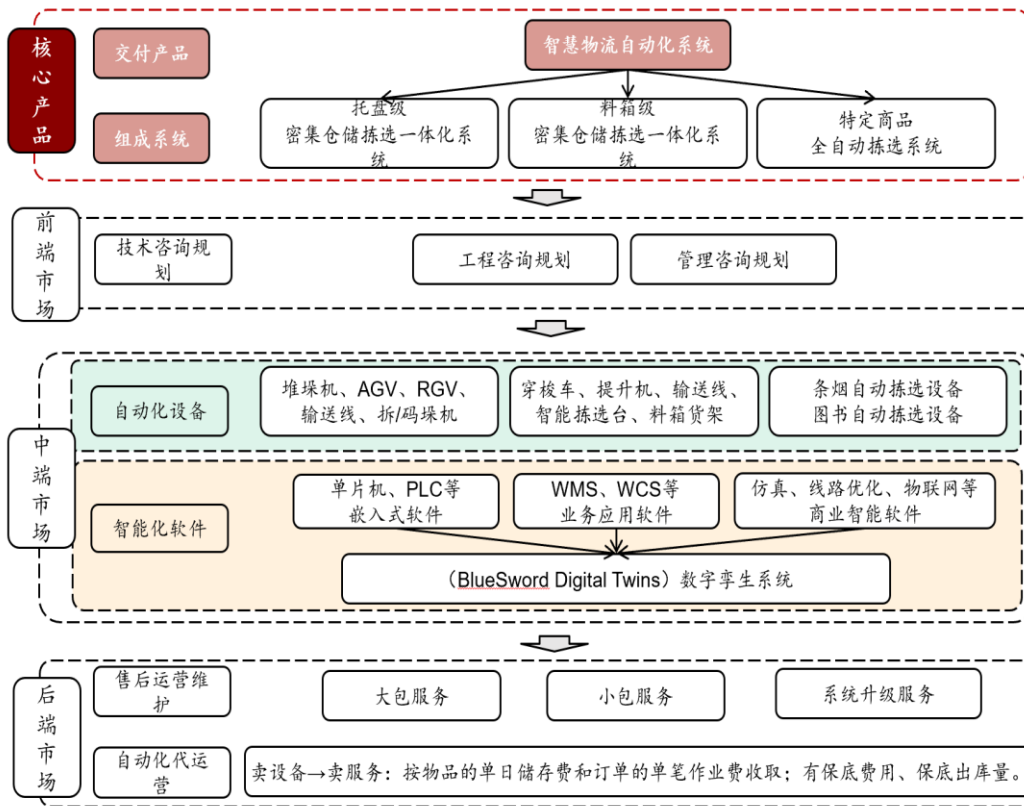 核
心
产
品
交付产品
智慧物流自动化系统
组成系统
托盘级
密集仓储拣选一体化系
统
料箱级
密集仓储拣选一体化系
统
特定商品
全自动拣选系统
前
端
市
场
技术咨询规
划
工程咨询规划
管理咨询规划
中
端
市
场
自动化设备
堆垛机、AGV、RGV、
输送线、拆/码垛机
穿梭车、提升机、输送线、
智能拣选台、料箱货架
条烟自动拣选设备
图书自动拣选设备
智能化软件
单片机、PLC等
嵌入式软件
WMS、WCS等
业务应用软件
仿真、线路优化、物联网等
商业智能软件
（BlueSword Digital Twins）数字孪生系统
后
端
市
场
售后运营维
护
大包服务
小包服务
系统升级服务
自动化代运
营
卖设备→卖服务：按物品的单日储存费和订单的单笔作业费收取；有保底费用、保底出库量。